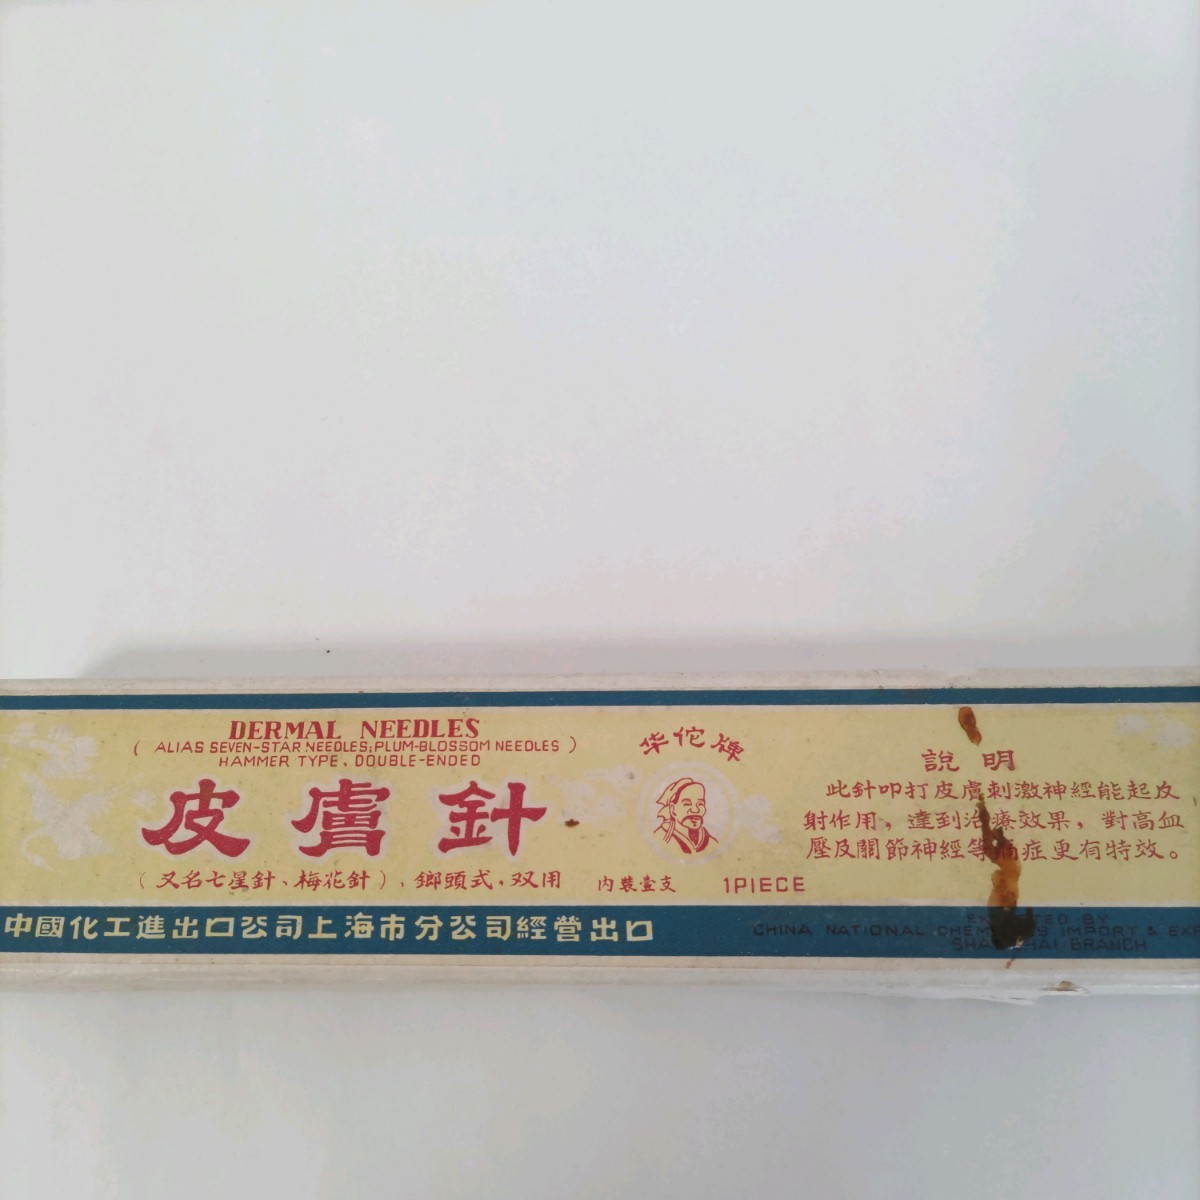 DERMAL NEEDLES
( ALIAS SEVEN-STAR NEEDLES; PLUM-BLOSSOM NEEDLES )
HAMMER TYPE, DOUBLE-ENDED
皮膚針
(又名七星針、梅花針)、鎯頭式,双用
华佗牌
內裝壹支 1PIECE
說明
此針叩打皮膚刺激神經能起反
射作用,達到治療效果,對高血
壓及關節神經等病症更有特效。
中國化工進出口公司上海市分公司經營出口
BY
CHINA NATIONAL IMPORT &
BRANCH